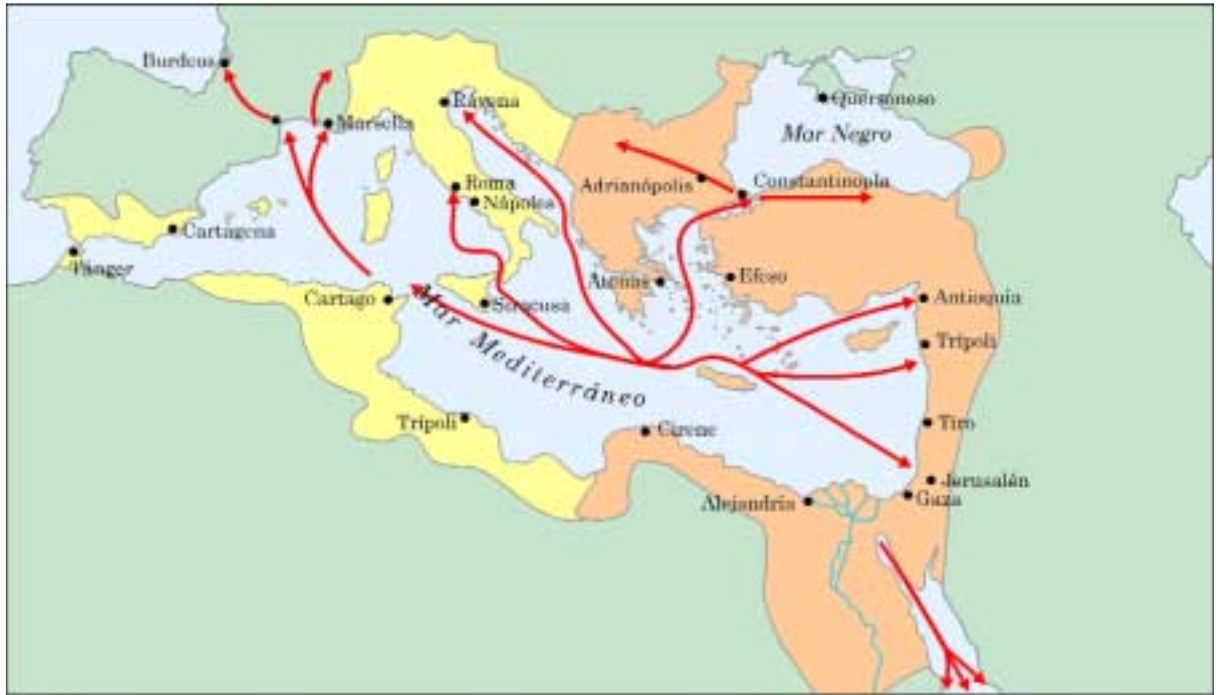 Burdeos
Marsella
Rávena
Quersoneso
Mar Negro
Roma
Nápoles
Adrianópolis
Constantinopla
Cartagena
Tánger
Cartago
Siracusa
Atenas
Efeso
Antioquía
Trípoli
Mar Mediterráneo
Trípoli
Cirene
Tiro
Jerusalén
Gaza
Alejandría